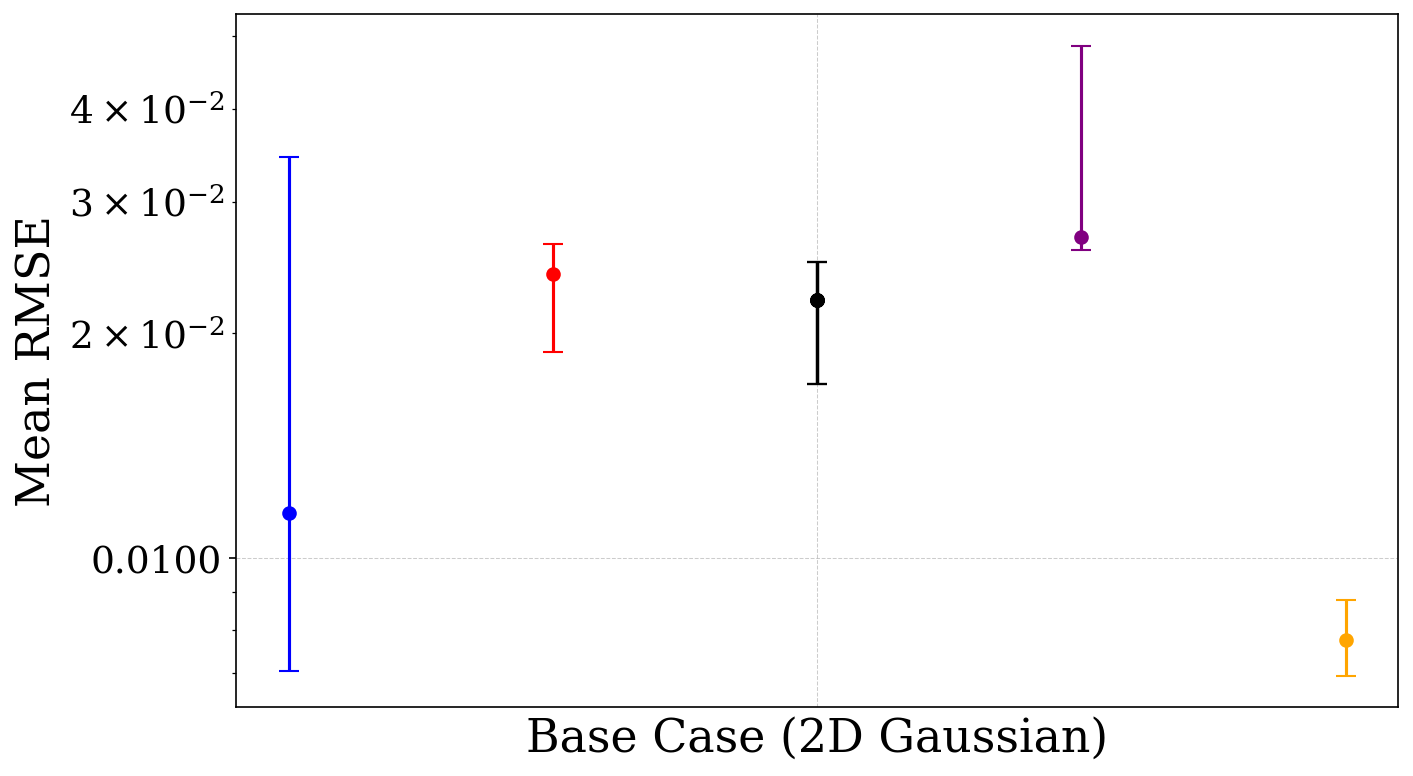 Mean RMSE
4 × 10⁻²
3 × 10⁻²
2 × 10⁻²
0.0100
Base Case (2D Gaussian)